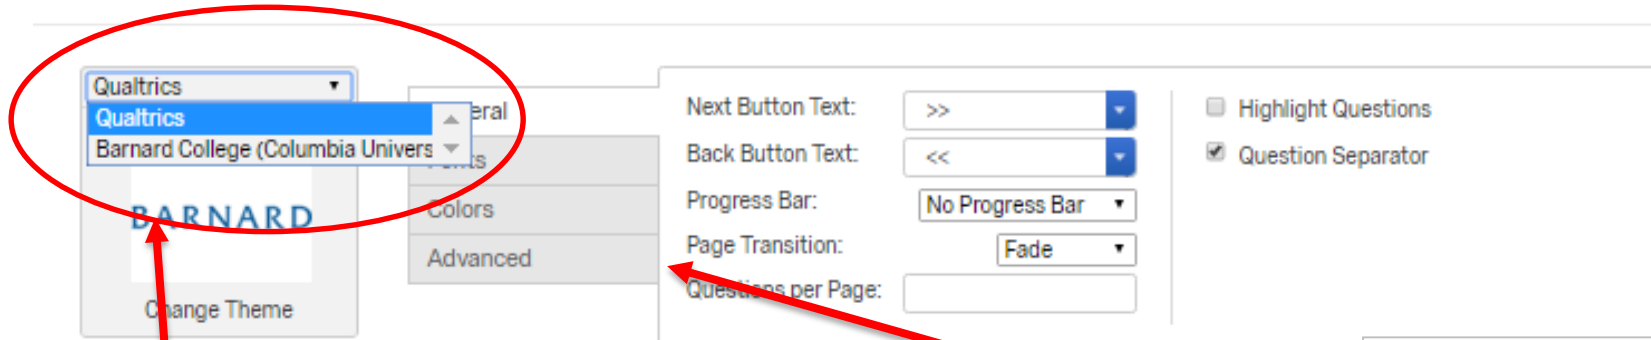 Qualtrics
Qualtrics
Barnard College (Columbia Univers
BARNARD
Change Theme
eral
Colors
Advanced
Next Button Text: >>
Back Button Text: <<
Progress Bar: No Progress Bar
Page Transition: Fade
Questions per Page:
Highlight Questions
Question Separator